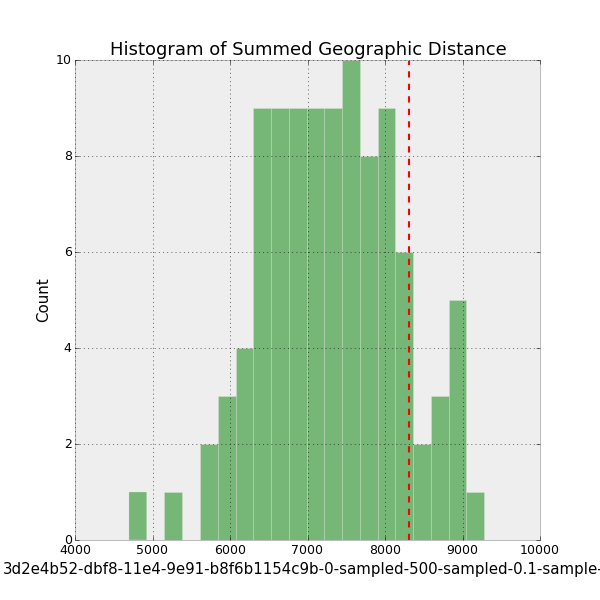 Histogram of Summed Geographic Distance
10
8
6
4
2
0
Count
4000 5000 6000 7000 8000 9000 10000
3d2e4b52-dbf8-11e4-9e91-b8f6b1154c9b-0-sampled-500-sampled-0.1-sample-